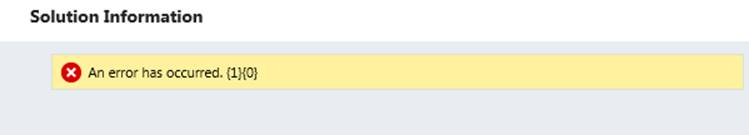 Solution Information
An error has occurred. {1}{0}